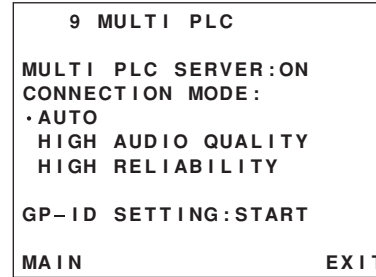 9 MULTI PLC
MULTI PLC SERVER:ON
CONNECTION MODE:
•AUTO
HIGH AUDIO QUALITY
HIGH RELIABILITY
GP–ID SETTING:START
MAIN EXIT